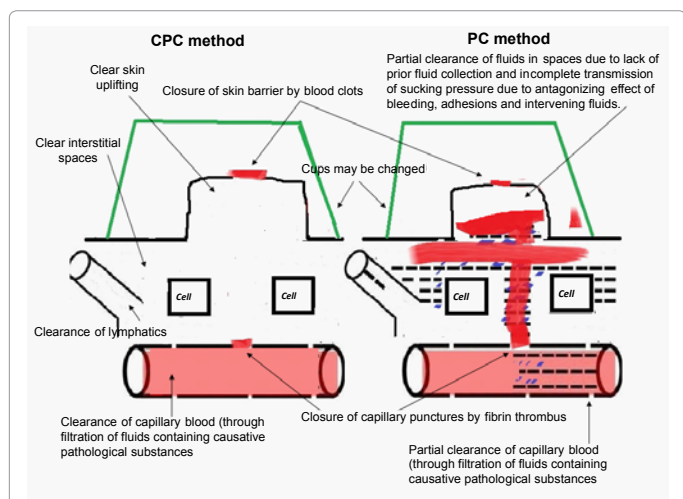 CPC method
PC method
Clear skin
uplifting
Closure of skin barrier by blood clots
Partial clearance of fluids in spaces due to lack of
prior fluid collection and incomplete transmission
of sucking pressure due to antagonizing effect of
bleeding, adhesions and intervening fluids.
Clear interstitial
spaces
Cups may be changed
Cell
Cell
Cell
Cell
Clearance of lymphatics
Clearance of capillary blood (through
filtration of fluids containing causative
pathological substances
Closure of capillary punctures by fibrin thrombus
Partial clearance of capillary blood
(through filtration of fluids containing
causative pathological substances